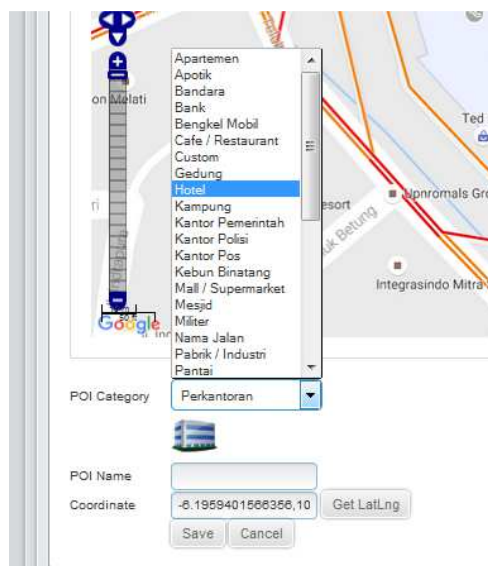 on Melati
Ted
Apartemen
Apotik
Bandara
Bank
Bengkel Mobil
Cafe / Restaurant
Custom
Gedung
Hotel
Kampung
Kantor Pemerintah
Kantor Polisi
Kantor Pos
Kebun Binatang
Mall / Supermarket
Mesjid
Militer
Nama Jalan
Pabrik / Industri
Pantai
esort
Upnromals Gro
uk Betung
Integrasindo Mitra
Google
POI Category
Perkantoran
POI Name
Coordinate
-6.1959401566356,10
Get LatLng
Save
Cancel